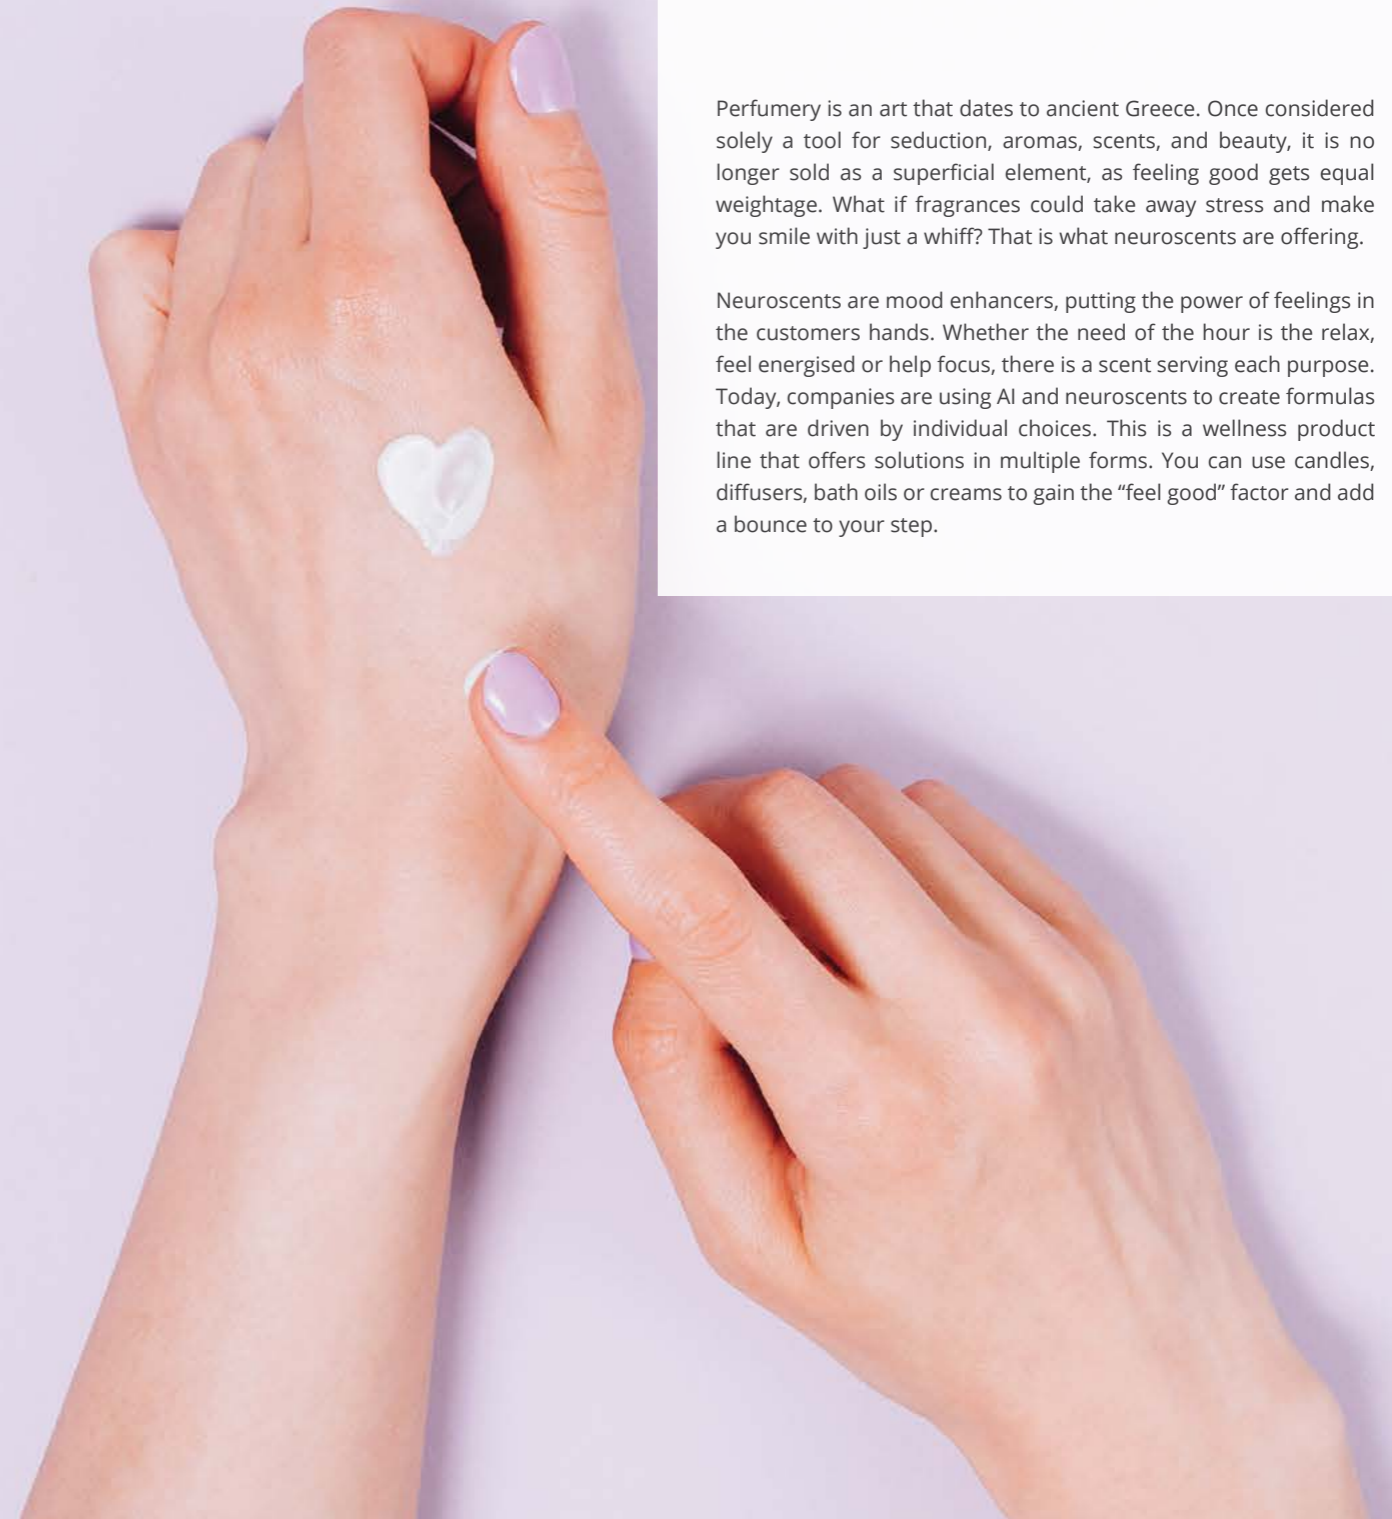 Perfumery is an art that dates to ancient Greece. Once considered
solely a tool for seduction, aromas, scents, and beauty, it is no
longer sold as a superficial element, as feeling good gets equal
weightage. What if fragrances could take away stress and make
you smile with just a whiff? That is what neuroscents are offering.
Neuroscents are mood enhancers, putting the power of feelings in
the customers hands. Whether the need of the hour is the relax,
feel energised or help focus, there is a scent serving each purpose.
Today, companies are using AI and neuroscents to create formulas
that are driven by individual choices. This is a wellness product
line that offers solutions in multiple forms. You can use candles,
diffusers, bath oils or creams to gain the “feel good” factor and add
a bounce to your step.